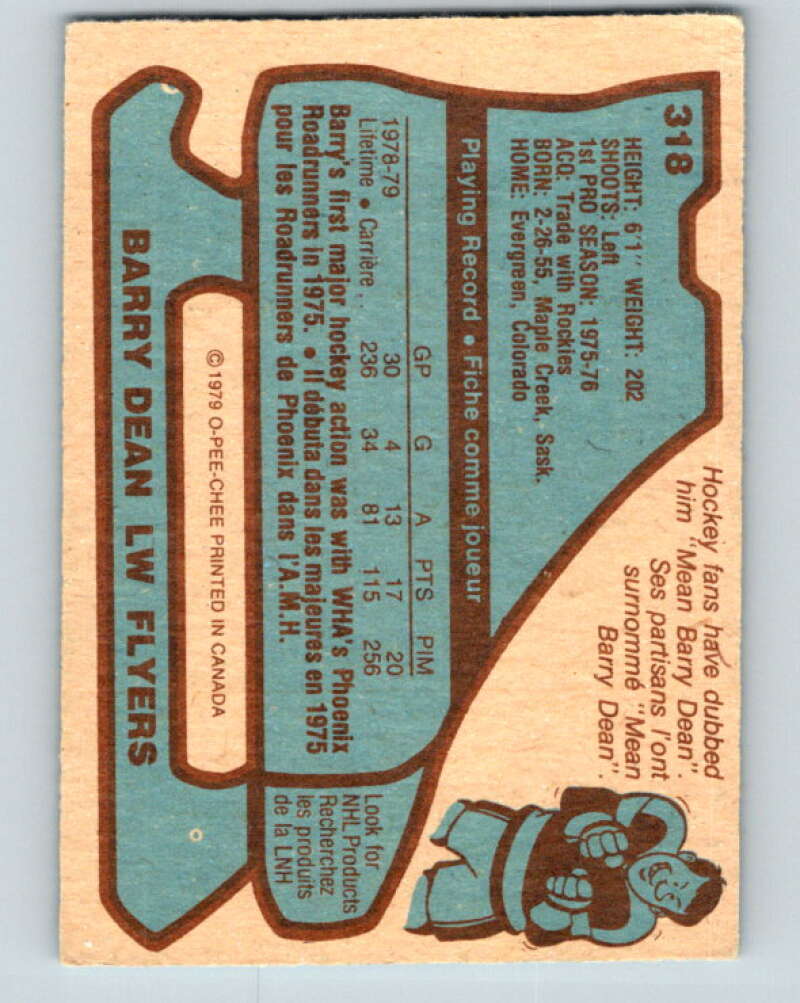 318
HEIGHT: 6'1" WEIGHT: 202
SHOOTS: Left
1st PRO SEASON: 1975-76
ACQ: Trade with Rockies
BORN: 2-26-55, Maple Creek, Sask.
HOME: Evergreen, Colorado
Hockey fans have dubbed
him "Mean Barry Dean".
Ses partisans l'ont
surnommé "Mean
Barry Dean".
Playing Record • Fiche comme joueur
GP G A PTS PIM
1978-79 30 4 13 17 20
Lifetime • Carrière .. 236 34 81 115 256
Barry's first major hockey action was with WHA's Phoenix
Roadrunners in 1975. • Il débuta dans les majeures en 1975
pour les Roadrunners de Phoenix dans l'A.M.H.
Look for
NHL Products
Recherchez
les produits
de la LNH
© 1979 O-PEE-CHEE PRINTED IN CANADA
BARRY DEAN LW FLYERS